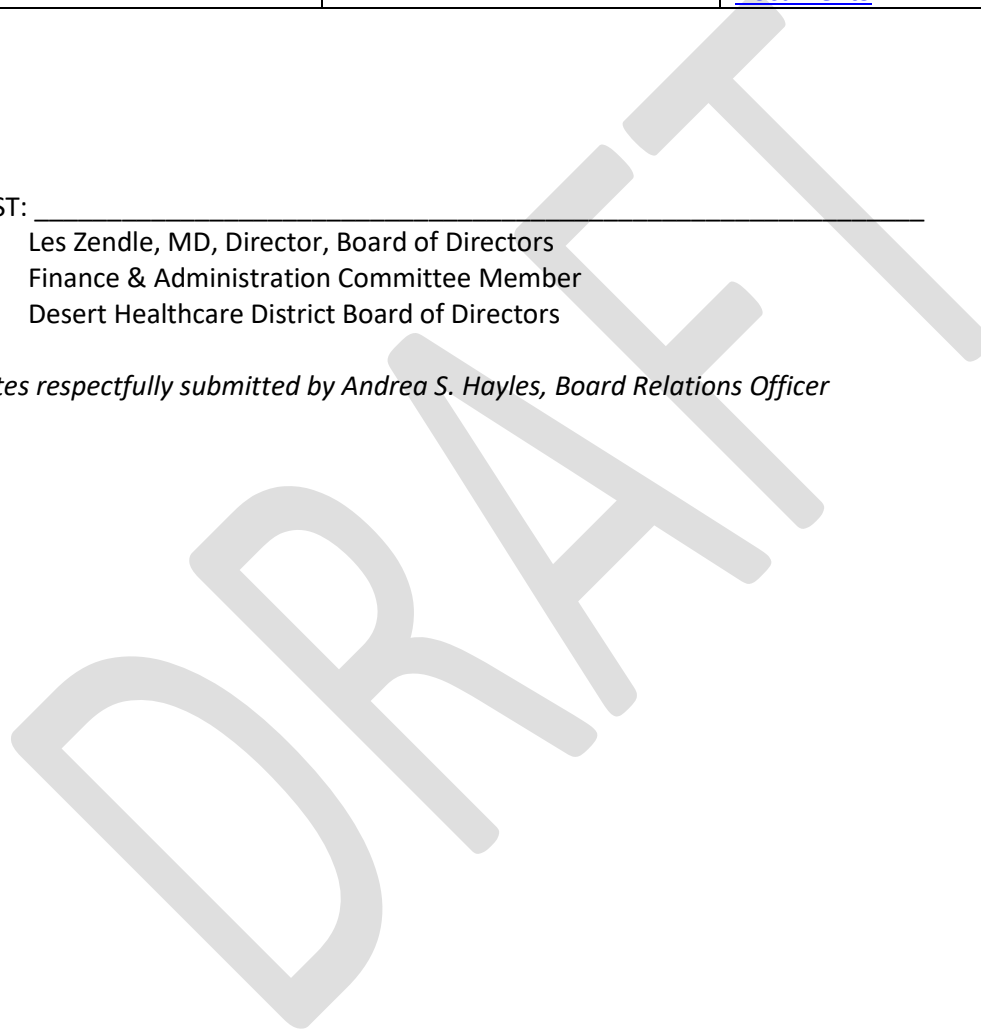 ST: ______________________________________________________________
Les Zendle, MD, Director, Board of Directors
Finance & Administration Committee Member
Desert Healthcare District Board of Directors
tes respectfully submitted by Andrea S. Hayles, Board Relations Officer
DRAFT